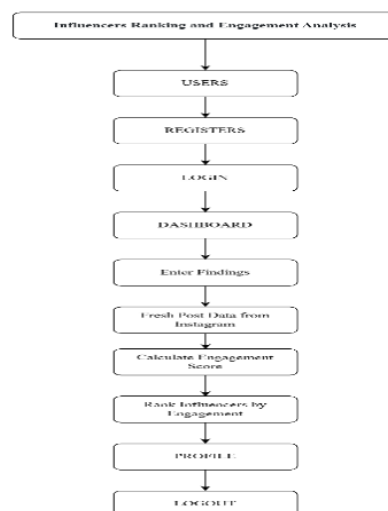 Influencers Ranking and Engagement Analysis
USERS
REGISTERS
LOGIN
DASHBOARD
Enter Findings
Fresh Post Data from
Instagram
Calculate Engagement
Score
Rank Influencers by
Engagement
PROFILE
LOGOUT